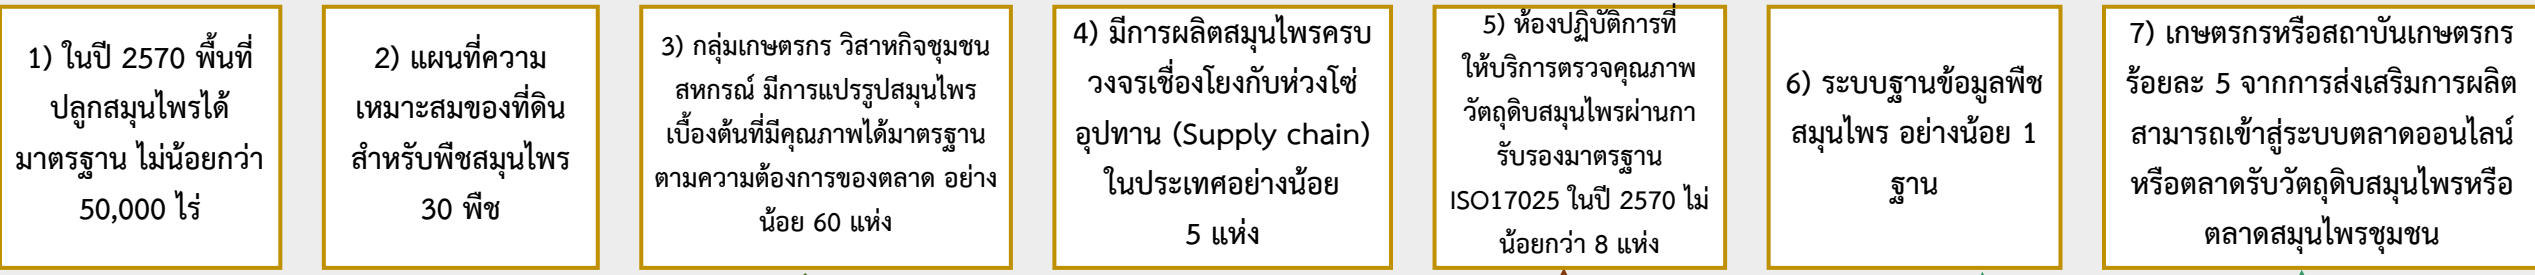 1) ในปี 2570 พื้นที่
ปลูกสมุนไพรได้
มาตรฐาน ไม่น้อยกว่า
50,000 ไร่
2) แผนที่ความ
เหมาะสมของที่ดิน
สำหรับพืชสมุนไพร
30 พืช
3) กลุ่มเกษตรกร วิสาหกิจชุมชน
สหกรณ์ มีการแปรรูปสมุนไพร
เบื้องต้นที่มีคุณภาพได้มาตรฐาน
ตามความต้องการของตลาด อย่าง
น้อย 60 แห่ง
4) มีการผลิตสมุนไพรครบ
วงจรเชื่องโยงกับห่วงโซ่
อุปทาน (Supply chain)
ในประเทศอย่างน้อย
5 แห่ง
5) ห้องปฏิบัติการที่
ให้บริการตรวจคุณภาพ
วัตถุดิบสมุนไพรผ่านกา
รับรองมาตรฐาน
ISO17025 ในปี 2570 ไม่
น้อยกว่า 8 แห่ง
6) ระบบฐานข้อมูลพืช
สมุนไพร อย่างน้อย 1
ฐาน
7) เกษตรกรหรือสถาบันเกษตรกร
ร้อยละ 5 จากการส่งเสริมการผลิต
สามารถเข้าสู่ระบบตลาดออนไลน์
หรือตลาดรับวัตถุดิบสมุนไพรหรือ
ตลาดสมุนไพรชุมชน